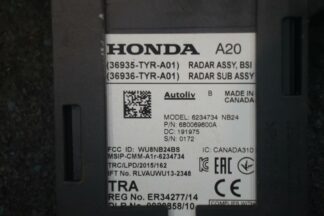 HONDA A20
(36935-TYR-A01) RADAR ASSY, BSI
(36936-TYR-A01) RADAR SUB ASSY
Autoliv B MADE IN CANADA
MODEL: 6234734 NB24
P/N: 680069600A
DC: 191975
S/N: 0172
FCC ID: WU8NB24BS IC: CANADA310
MSIP-CMM-A1r-6234734
TRC/LPD/2015/162
IFT No. RLVAUWU13-2348
TRA
REG No. ER34277/14